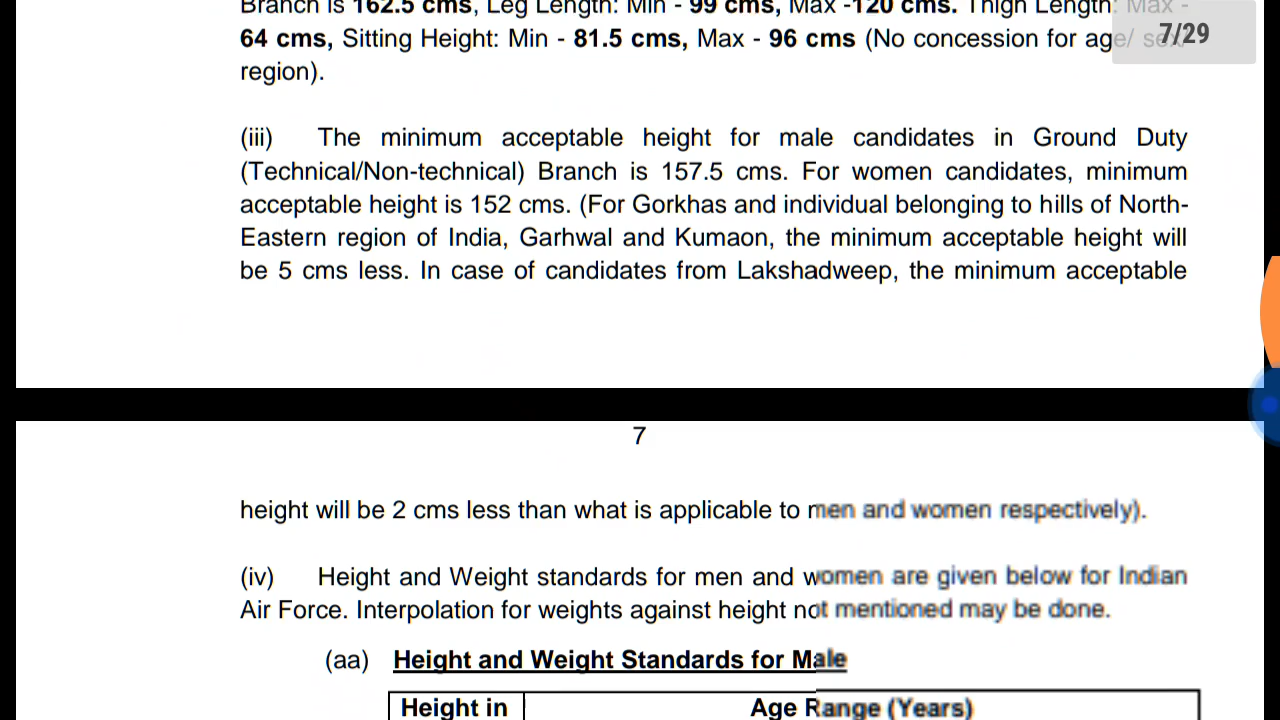 Branch is 162.5 cms, Leg Length: Min - 99 cms, Max -120 cms. Thigh Length: Max -
64 cms, Sitting Height: Min - 81.5 cms, Max - 96 cms (No concession for age/ sex/
7/29
region).
(iii) The minimum acceptable height for male candidates in Ground Duty
(Technical/Non-technical) Branch is 157.5 cms. For women candidates, minimum
acceptable height is 152 cms. (For Gorkhas and individual belonging to hills of North-
Eastern region of India, Garhwal and Kumaon, the minimum acceptable height will
be 5 cms less. In case of candidates from Lakshadweep, the minimum acceptable
7
height will be 2 cms less than what is applicable to men and women respectively).
(iv) Height and Weight standards for men and women are given below for Indian
Air Force. Interpolation for weights against height not mentioned may be done.
(aa) Height and Weight Standards for Male
Height in Age Range (Years)